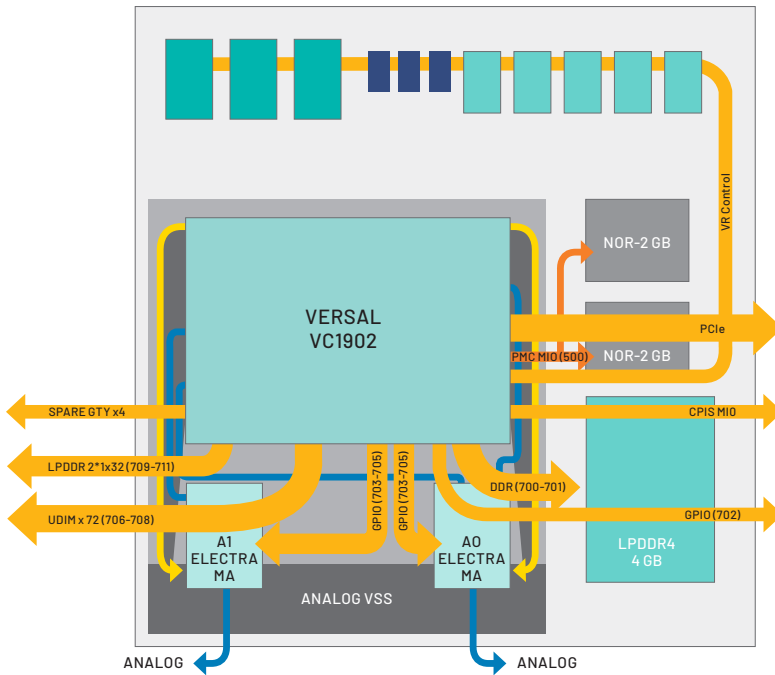 VR Control
NOR-2 GB
VERSAL
VC1902
PCIe
PMC MIO (500)
NOR-2 GB
SPARE GTY x4
CPIS MIO
LPDDR 2*1x32 (709-711)
DDR (700-701)
UDIM x 72 (706-708)
GPIO (703-705)
GPIO (703-705)
GPIO (702)
A1
ELECTRA
MA
A0
ELECTRA
MA
LPDDR4
4 GB
ANALOG VSS
ANALOG
ANALOG